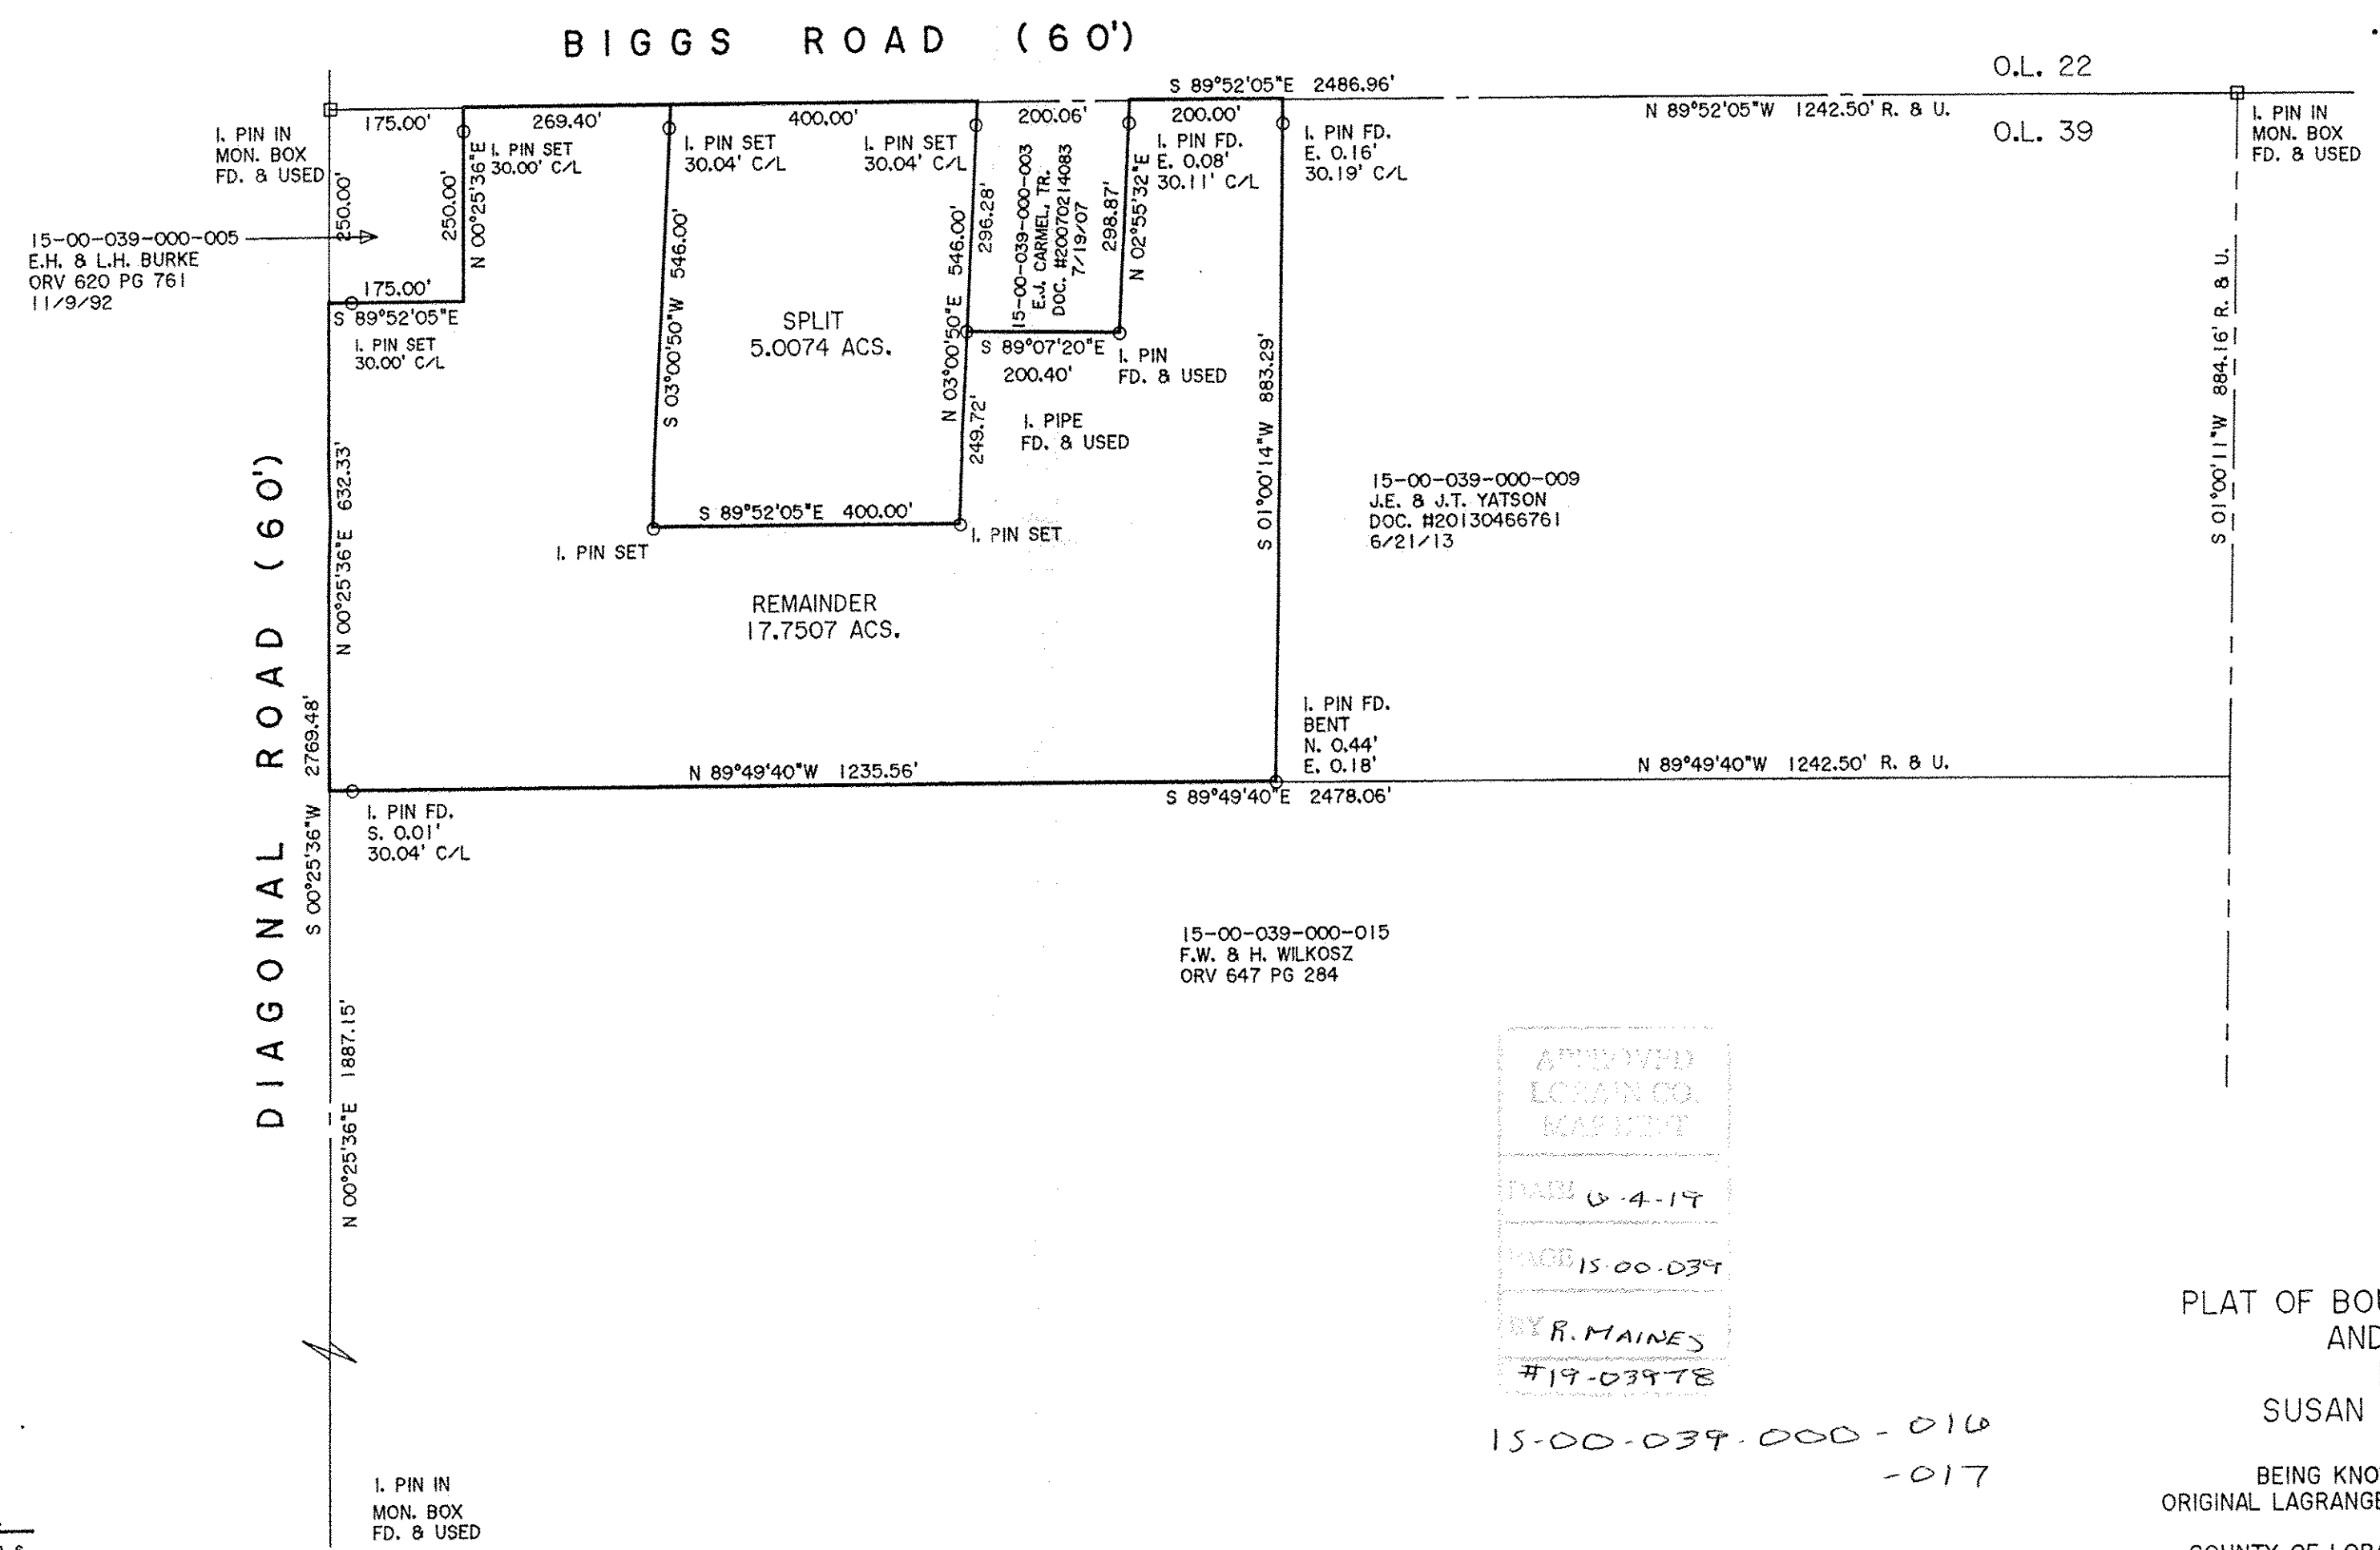 BIGGS ROAD (60')
O.L. 22
S 89°52'05"E 2486.96'
N 89°52'05"W 1242.50' R. & U.
O.L. 39
I. PIN IN
MON. BOX
FD. & USED
175.00'
269.40'
400.00'
200.06'
200.00'
I. PIN IN
MON. BOX
FD. & USED
I. PIN SET
30.00' C/L
I. PIN SET
30.04' C/L
I. PIN SET
30.04' C/L
I. PIN FD.
E. 0.08'
30.11' C/L
I. PIN FD.
E. 0.16'
30.19' C/L
250.00'
250.00'
N 00°25'36"E
15-00-039-000-005
E.H. & L.H. BURKE
ORV 620 PG 761
11/9/92
175.00'
S 89°52'05"E
I. PIN SET
30.00' C/L
S 03°00'50"W 546.00'
SPLIT
5.0074 ACS.
N 03°00'50"E 546.00'
296.28'
249.72'
15-00-039-000-003
E.J. CARMEL, TR.
DOC. #20070214083
7/19/07
298.87'
N 02°55'32"E
S 89°07'20"E
200.40'
I. PIN
FD. & USED
I. PIPE
FD. & USED
S 01°00'14"W 883.29'
S 01°00'11"W 884.16' R. & U.
15-00-039-000-009
J.E. & J.T. YATSON
DOC. #20130466761
6/21/13
S 89°52'05"E 400.00'
I. PIN SET
I. PIN SET
REMAINDER
17.7507 ACS.
N 00°25'36"E 632.33'
DIAGONAL ROAD (60')
S 00°25'36"W 2769.48'
I. PIN FD.
BENT
N. 0.44'
E. 0.18'
N 89°49'40"W 1235.56'
N 89°49'40"W 1242.50' R. & U.
S 89°49'40"E 2478.06'
I. PIN FD.
S. 0.01'
30.04' C/L
15-00-039-000-015
F.W. & H. WILKOSZ
ORV 647 PG 284
N 00°25'36"E 1887.15'
APPROVED
LORAIN CO.
MAP DEPT
DATE 6-4-19
PAGE 15-00-039
BY R. MAINES
#19-03978
15-00-039-000-016
-017
PLAT OF BOU
AND
SUSAN
BEING KNO
ORIGINAL LAGRANGE
COUNTY OF LORA
I. PIN IN
MON. BOX
FD. & USED